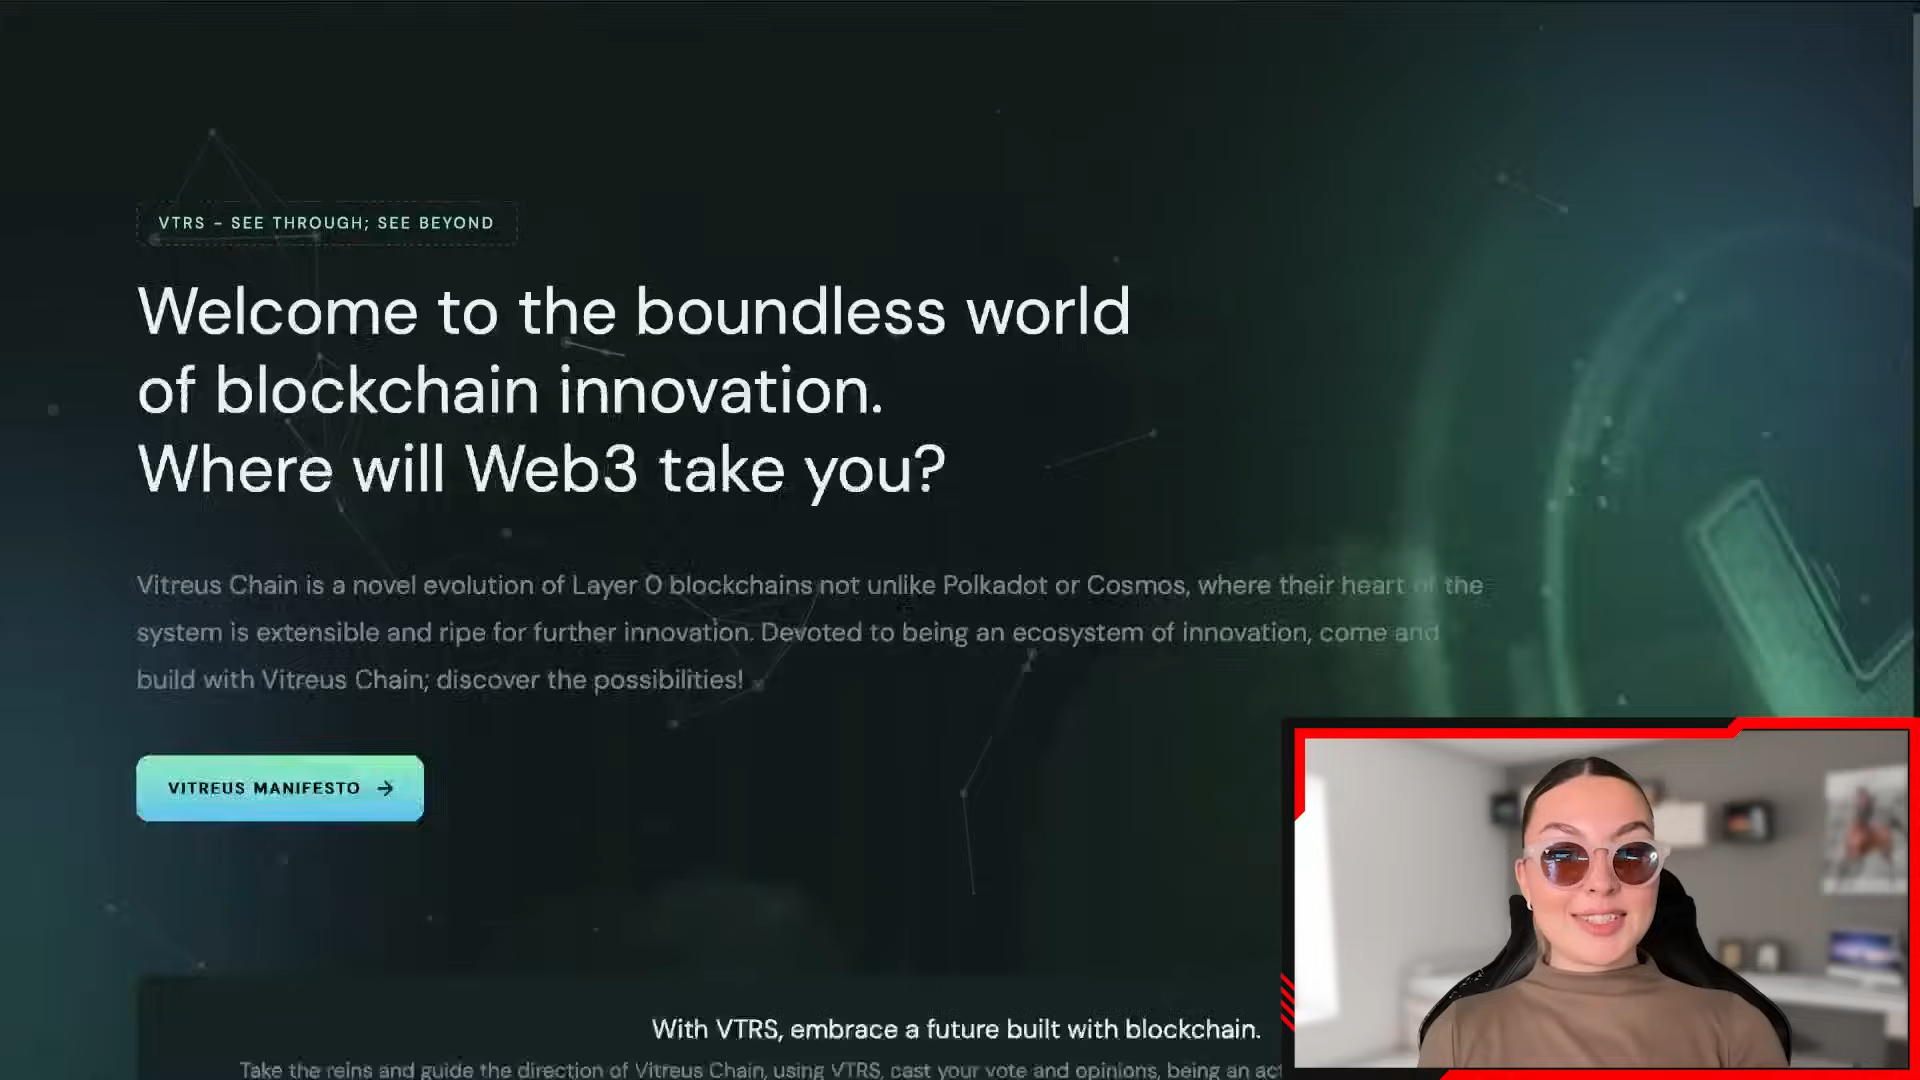 VTRS - SEE THROUGH; SEE BEYOND
Welcome to the boundless world
of blockchain innovation.
Where will Web3 take you?
Vitreus Chain is a novel evolution of Layer 0 blockchains not unlike Polkadot or Cosmos, where their heart of the
system is extensible and ripe for further innovation. Devoted to being an ecosystem of innovation, come and
build with Vitreus Chain; discover the possibilities!
VITREUS MANIFESTO
With VTRS, embrace a future built with blockchain.
Take the reins and guide the direction of Vitreus Chain, using VTRS, cast your vote and opinions, being an